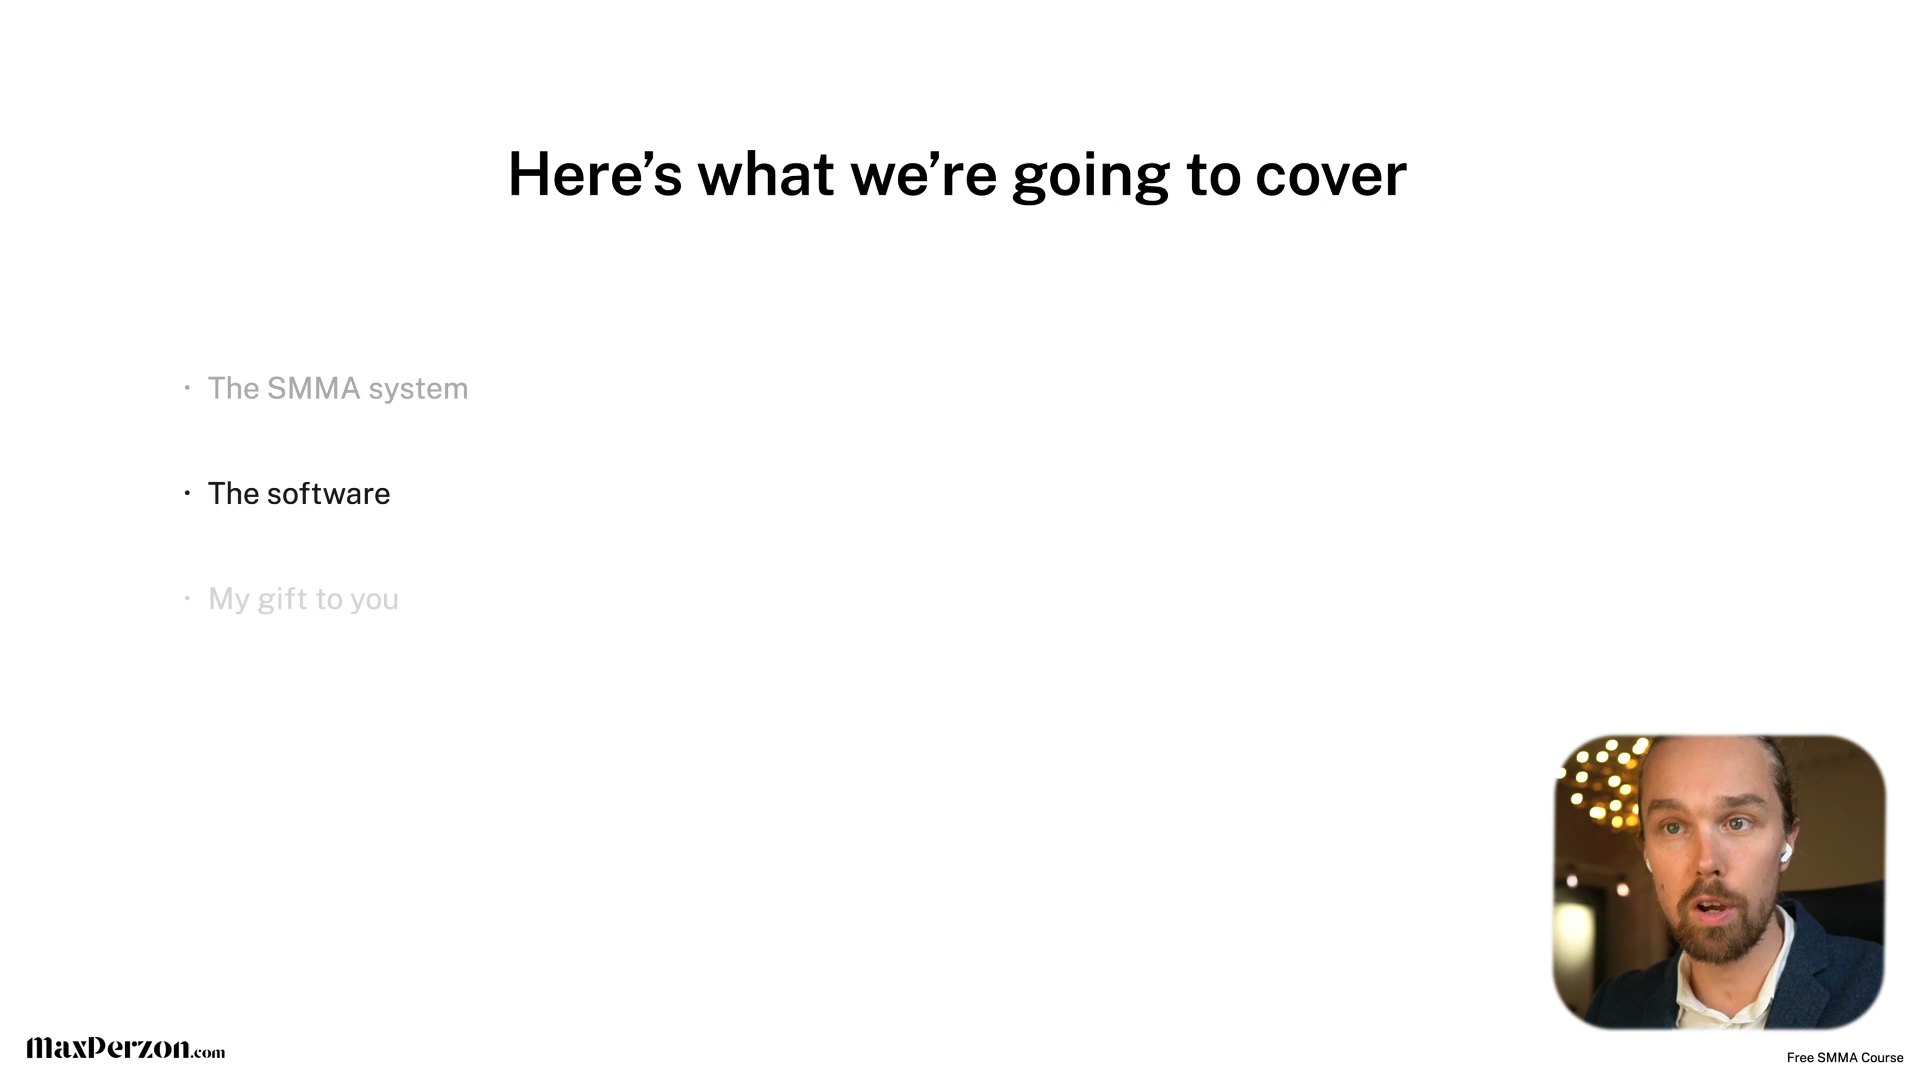 Here’s what we’re going to cover
· The SMMA system
· The software
· My gift to you
MaxPerzon.com
Free SMMA Course